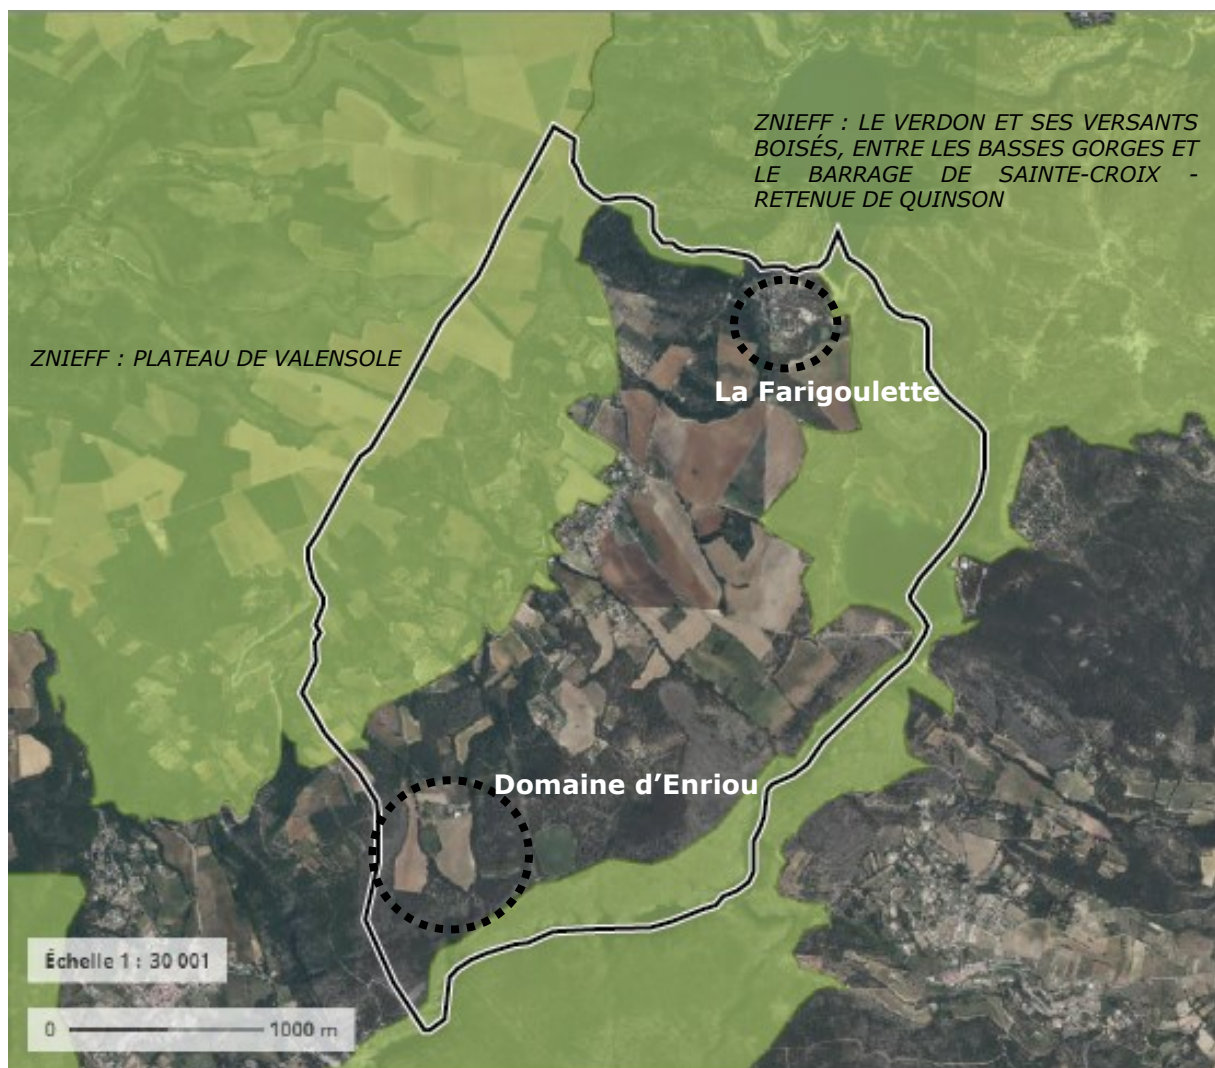 ZNIEFF : LE VERDON ET SES VERSANTS
BOISÉS, ENTRE LES BASSES GORGES ET
LE BARRAGE DE SAINTE-CROIX -
RETENUE DE QUINSON
ZNIEFF : PLATEAU DE VALENSOLE
La Farigoulette
Domaine d'Enriou
Échelle 1 : 30 001
0 1000 m